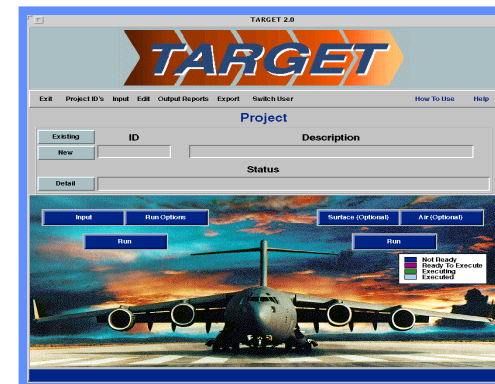 TARGET 2.0
TARGET
Exit Project ID's Input Edit Output Reports Export Switch User How To Use Help
Project
Existing ID Description
New
Status
Detail
Input Run Options Surface (Optional) Air (Optional)
Run Run
Not Ready
Ready To Execute
Executing
Executed